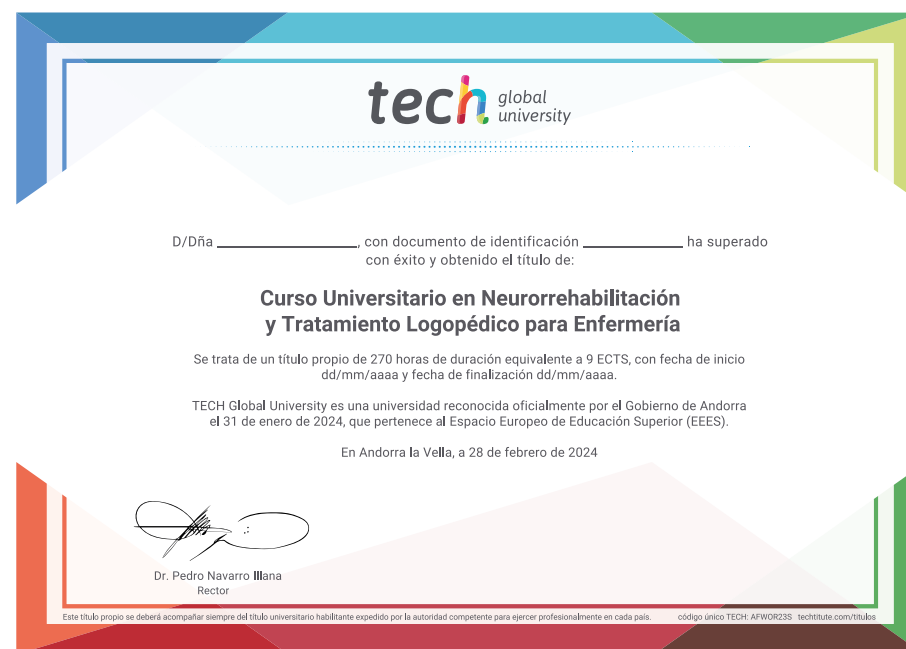 tech global university
D/Dña ____________________, con documento de identificación ______________ ha superado
con éxito y obtenido el título de:
Curso Universitario en Neurorrehabilitación
y Tratamiento Logopédico para Enfermería
Se trata de un título propio de 270 horas de duración equivalente a 9 ECTS, con fecha de inicio
dd/mm/aaaa y fecha de finalización dd/mm/aaaa.
TECH Global University es una universidad reconocida oficialmente por el Gobierno de Andorra
el 31 de enero de 2024, que pertenece al Espacio Europeo de Educación Superior (EEES).
En Andorra la Vella, a 28 de febrero de 2024
Dr. Pedro Navarro Illana
Rector
Este título propio se deberá acompañar siempre del título universitario habilitante expedido por la autoridad competente para ejercer profesionalmente en cada país. código único TECH: AFWOR23S techtitute.com/titulos